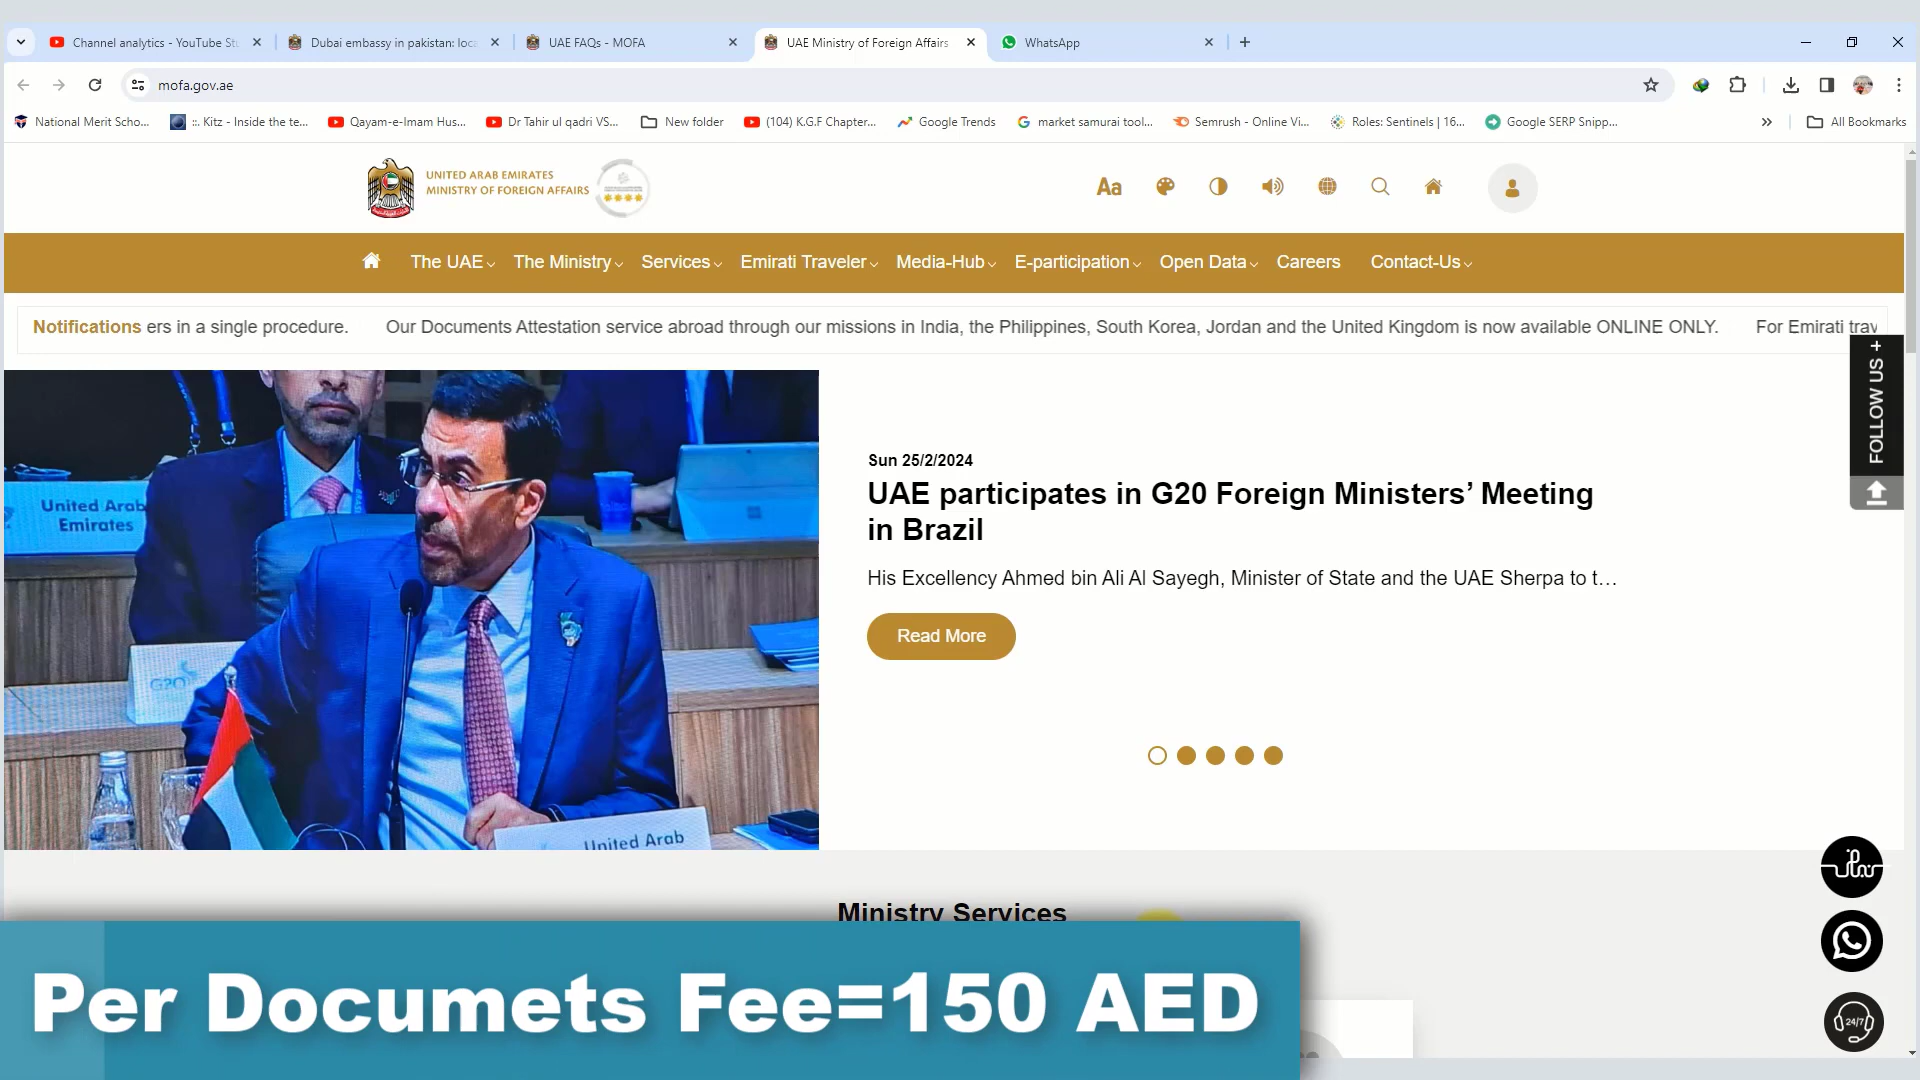 Channel analytics - YouTube St
Dubai embassy in pakistan: loc
UAE FAQs - MOFA
UAE Ministry of Foreign Affairs
WhatsApp
mofa.gov.ae
National Merit Scho...
::. Kitz - Inside the te...
Qayam-e-Imam Hus...
Dr Tahir ul qadri VS...
New folder
(104) K.G.F Chapter...
Google Trends
market samurai tool...
Semrush - Online Vi...
Roles: Sentinels | 16...
Google SERP Snipp...
All Bookmarks
UNITED ARAB EMIRATES
MINISTRY OF FOREIGN AFFAIRS
Aa
The UAE
The Ministry
Services
Emirati Traveler
Media-Hub
E-participation
Open Data
Careers
Contact-Us
Notifications
ers in a single procedure.
Our Documents Attestation service abroad through our missions in India, the Philippines, South Korea, Jordan and the United Kingdom is now available ONLINE ONLY.
For Emirati trav
FOLLOW US +
United Arab
Emirates
G20
United Arab
Sun 25/2/2024
UAE participates in G20 Foreign Ministers’ Meeting
in Brazil
His Excellency Ahmed bin Ali Al Sayegh, Minister of State and the UAE Sherpa to t...
Read More
Ministry Services
24/7
Per Documets Fee=150 AED